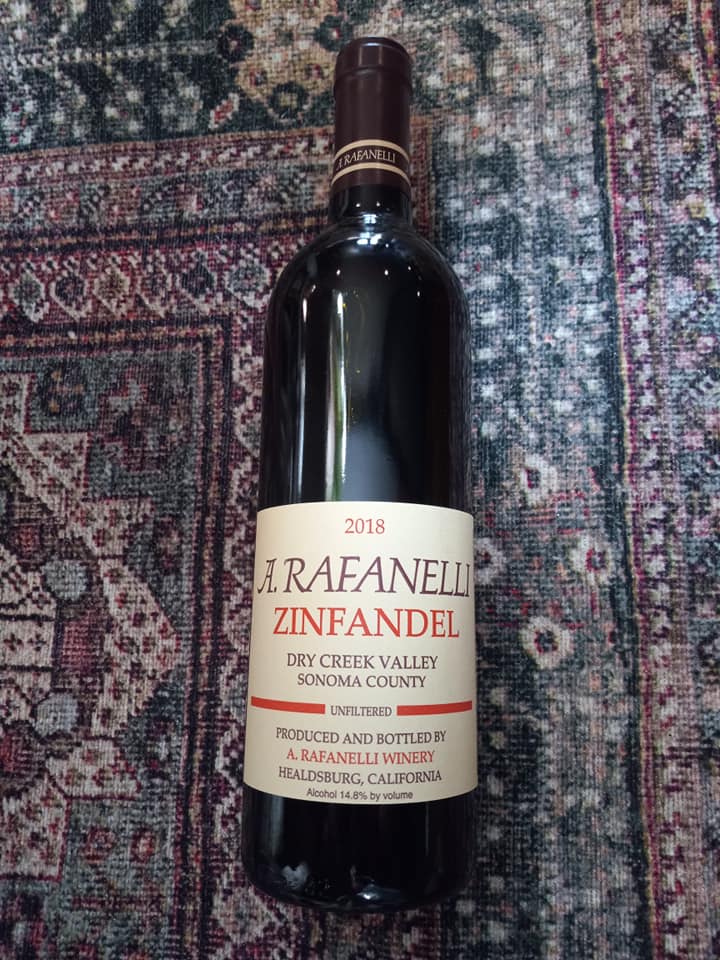 A. RAFANELLI
2018
A. RAFANELLI
ZINFANDEL
DRY CREEK VALLEY
SONOMA COUNTY
UNFILTERED
PRODUCED AND BOTTLED BY
A. RAFANELLI WINERY
HEALDSBURG, CALIFORNIA
Alcohol 14.8% by volume